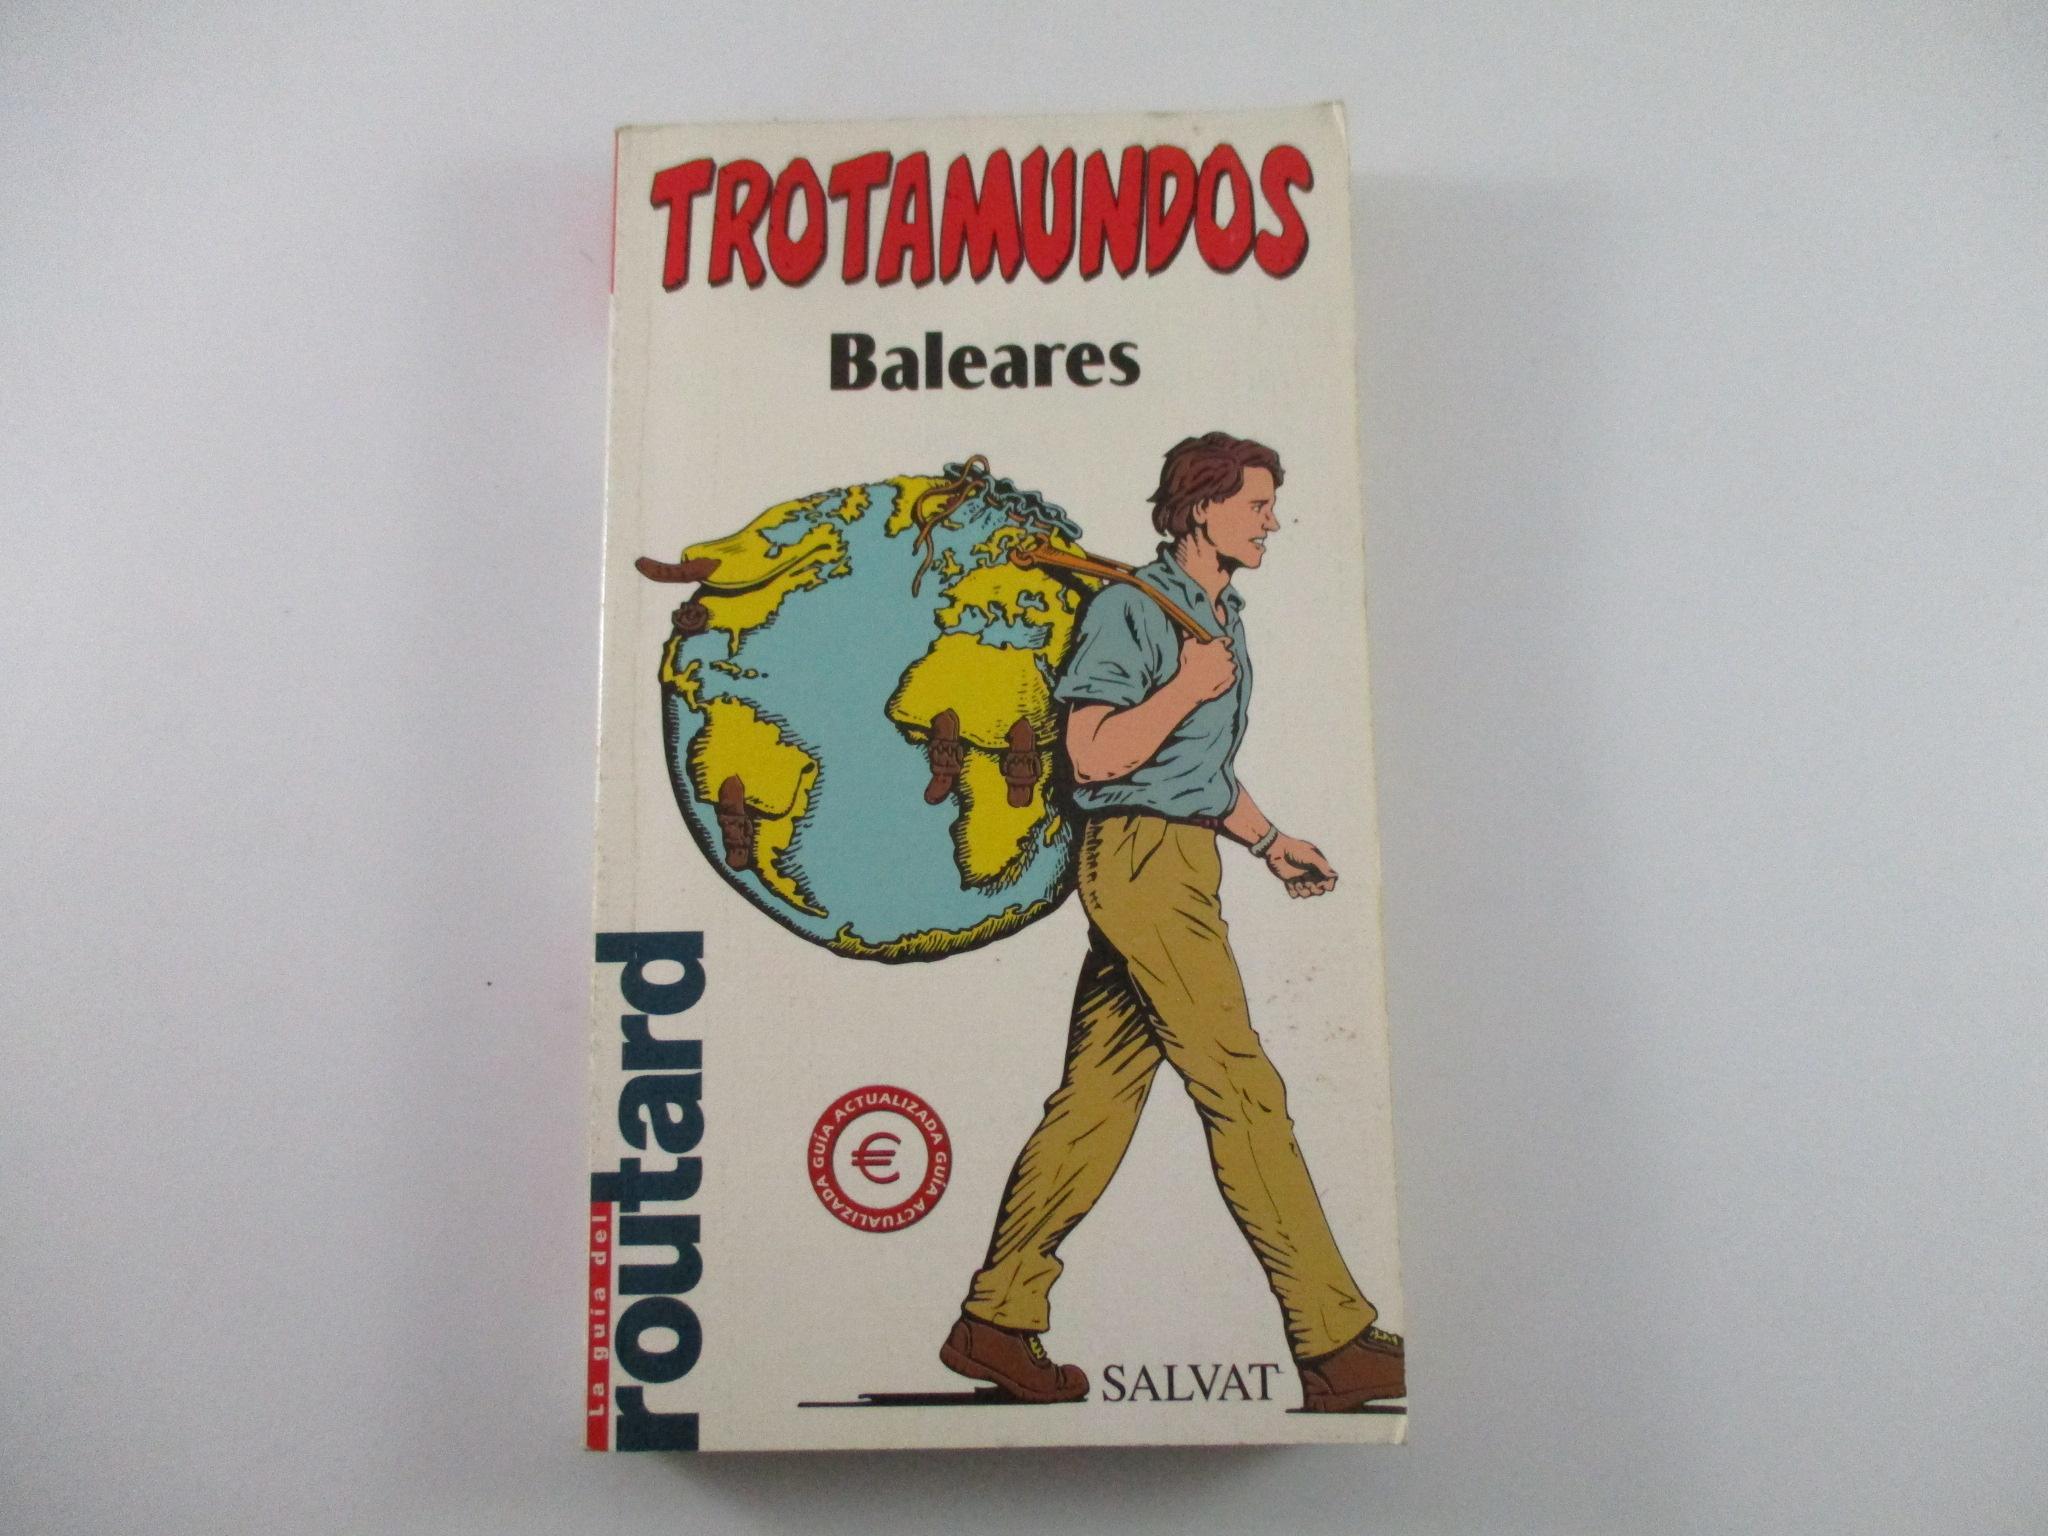 TROTAMUNDOS
Baleares
La guía del
routard
GUÍA ACTUALIZADA GUÍA ACTUALIZADA
€
SALVAT